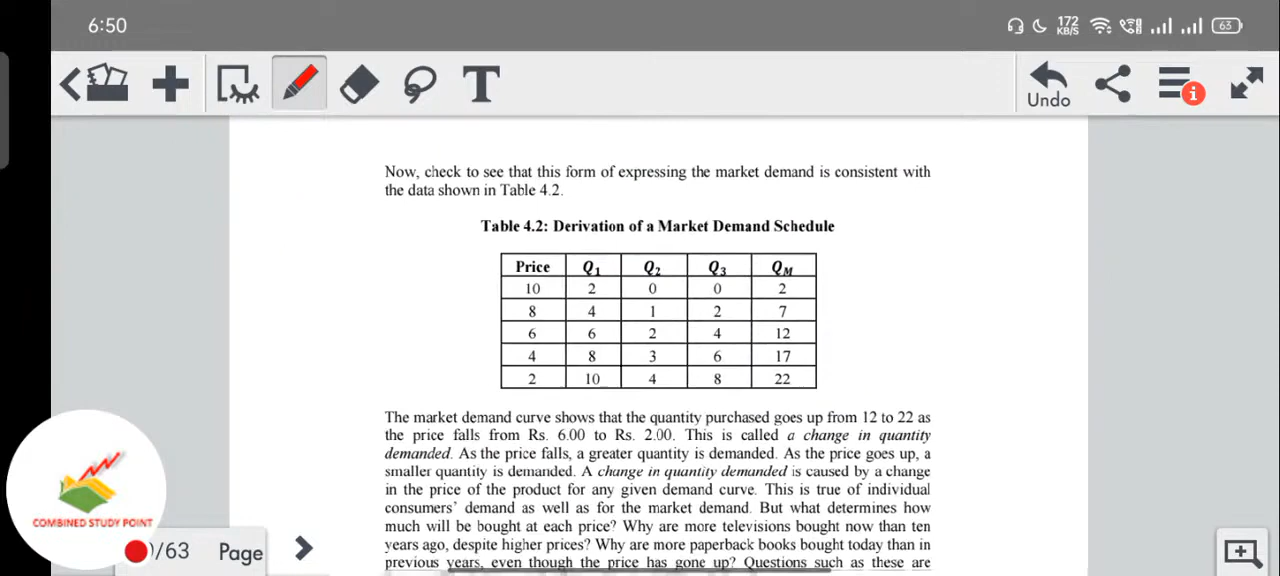 6:50
172
KB/S
63
T
Undo
i
Now, check to see that this form of expressing the market demand is consistent with
the data shown in Table 4.2.
Table 4.2: Derivation of a Market Demand Schedule
Price Q1 Q2 Q3 QM
10 2 0 0 2
8 4 1 2 7
6 6 2 4 12
4 8 3 6 17
2 10 4 8 22
The market demand curve shows that the quantity purchased goes up from 12 to 22 as
the price falls from Rs. 6.00 to Rs. 2.00. This is called a change in quantity
demanded. As the price falls, a greater quantity is demanded. As the price goes up, a
smaller quantity is demanded. A change in quantity demanded is caused by a change
in the price of the product for any given demand curve. This is true of individual
consumers' demand as well as for the market demand. But what determines how
much will be bought at each price? Why are more televisions bought now than ten
years ago, despite higher prices? Why are more paperback books bought today than in
previous years, even though the price has gone up? Questions such as these are
COMBINED STUDY POINT
/63 Page